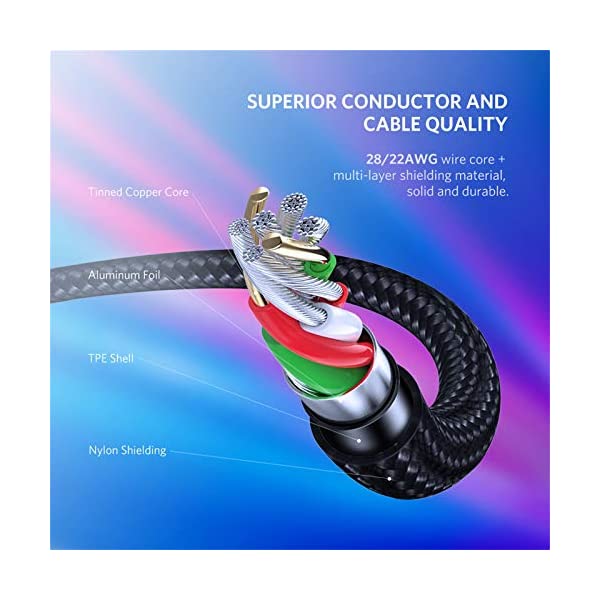 SUPERIOR CONDUCTOR AND
CABLE QUALITY
28/22AWG wire core +
multi-layer shielding material,
solid and durable.
Tinned Copper Core
Aluminum Foil
TPE Shell
Nylon Shielding